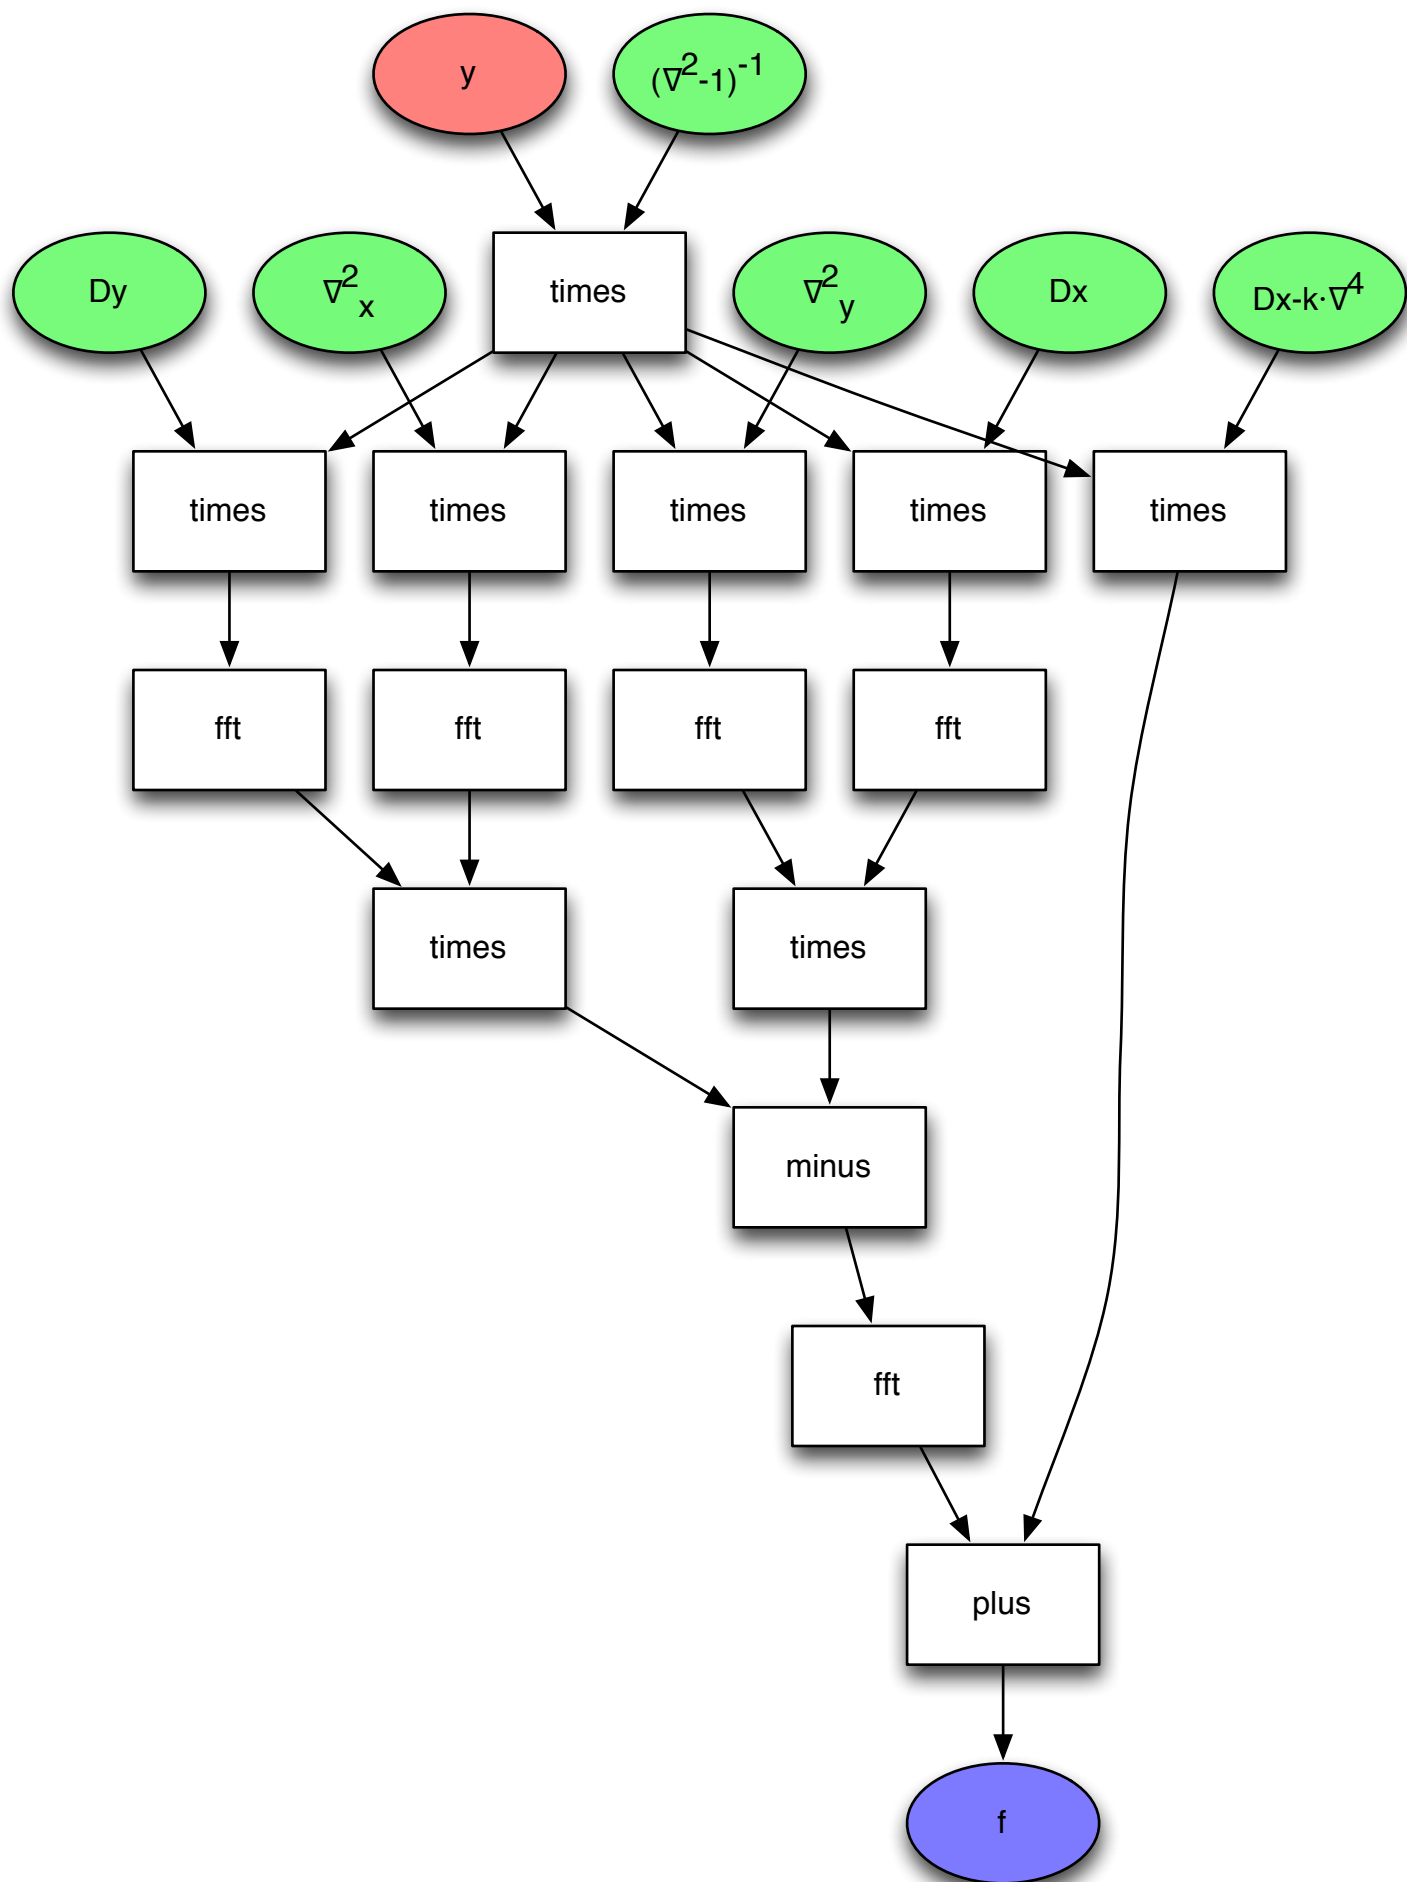 y
(∇²-1)⁻¹
Dy
∇²x
times
∇²y
Dx
Dx-k·∇⁴
times
times
times
times
times
fft
fft
fft
fft
times
times
minus
fft
plus
f